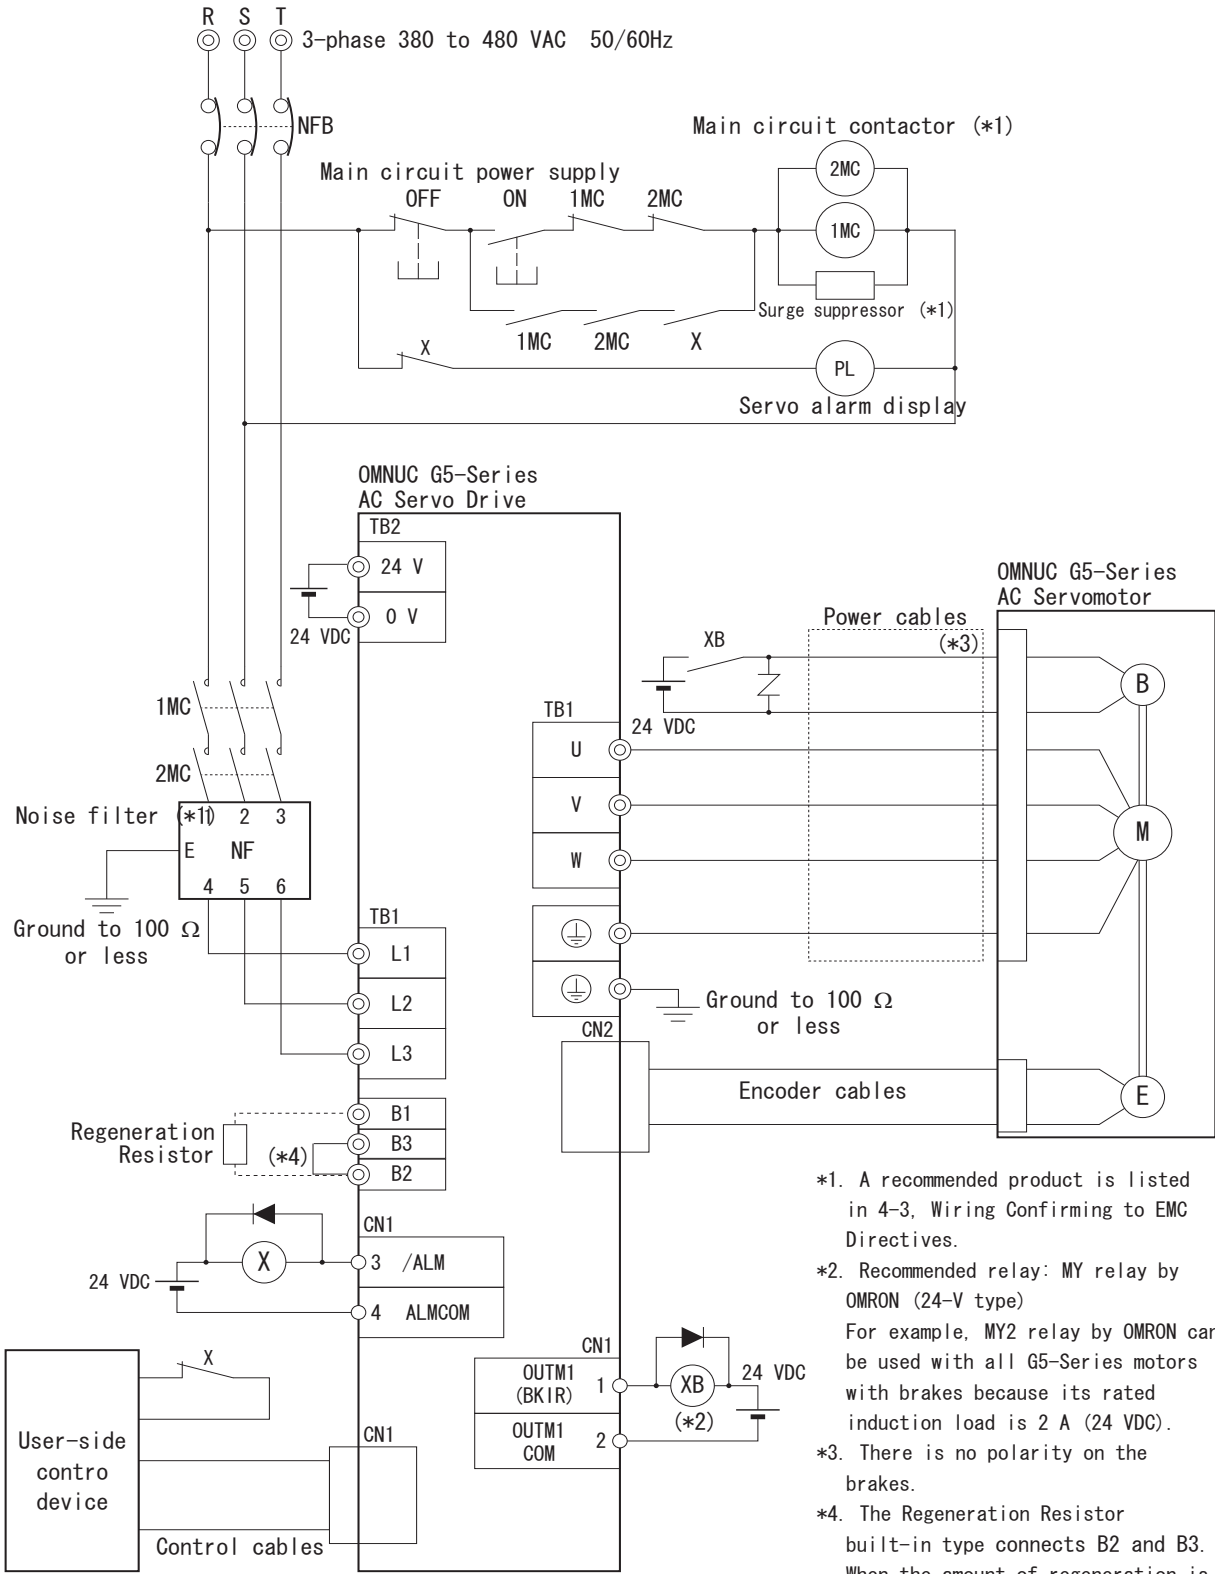 R S T
3-phase 380 to 480 VAC 50/60Hz
NFB
Main circuit contactor (*1)
Main circuit power supply
OFF ON 1MC 2MC
2MC
1MC
Surge suppressor (*1)
1MC 2MC X
X
PL
Servo alarm display
OMNUC G5-Series
AC Servo Drive
TB2
24 V
0 V
24 VDC
OMNUC G5-Series
AC Servomotor
Power cables
(*3)
XB
24 VDC
B
1MC
2MC
TB1
U
V
W
M
Noise filter (*1)
1 2 3
E NF
4 5 6
Ground to 100 Ω
or less
TB1
L1
L2
L3
Ground to 100 Ω
or less
CN2
Encoder cables
E
Regeneration
Resistor
(*4)
B1
B3
B2
CN1
X
3 /ALM
24 VDC
4 ALMCOM
CN1
OUTM1
(BKIR)
1
XB
24 VDC
(*2)
OUTM1
COM
2
X
User-side
contro
device
CN1
Control cables
*1. A recommended product is listed
in 4-3, Wiring Confirming to EMC
Directives.
*2. Recommended relay: MY relay by
OMRON (24-V type)
For example, MY2 relay by OMRON can
be used with all G5-Series motors
with brakes because its rated
induction load is 2 A (24 VDC).
*3. There is no polarity on the
brakes.
*4. The Regeneration Resistor
built-in type connects B2 and B3.
When the amount of regeneration is